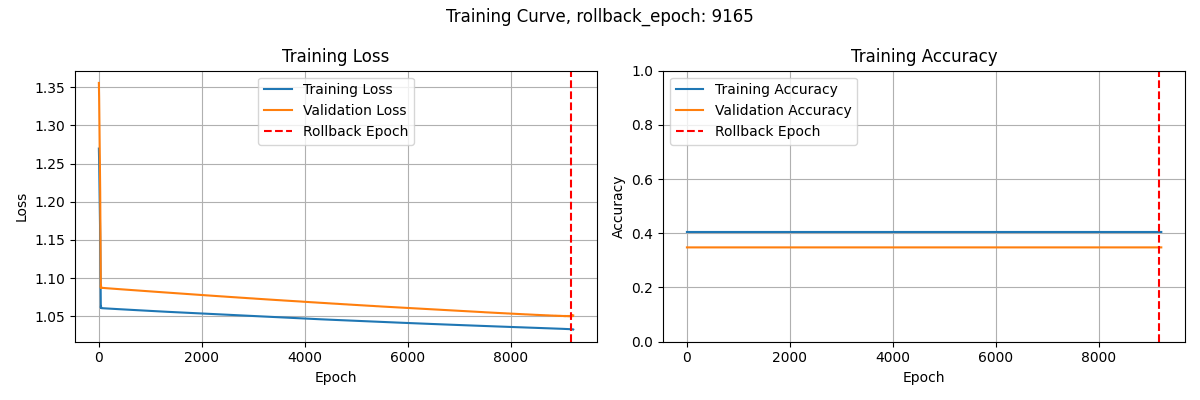 Training Curve, rollback_epoch: 9165
Training Loss
Training Loss
Validation Loss
Rollback Epoch
1.35
1.30
1.25
1.20
1.15
1.10
1.05
Loss
0
2000
4000
6000
8000
Epoch
Training Accuracy
Training Accuracy
Validation Accuracy
Rollback Epoch
1.0
0.8
0.6
0.4
0.2
0.0
Accuracy
0
2000
4000
6000
8000
Epoch